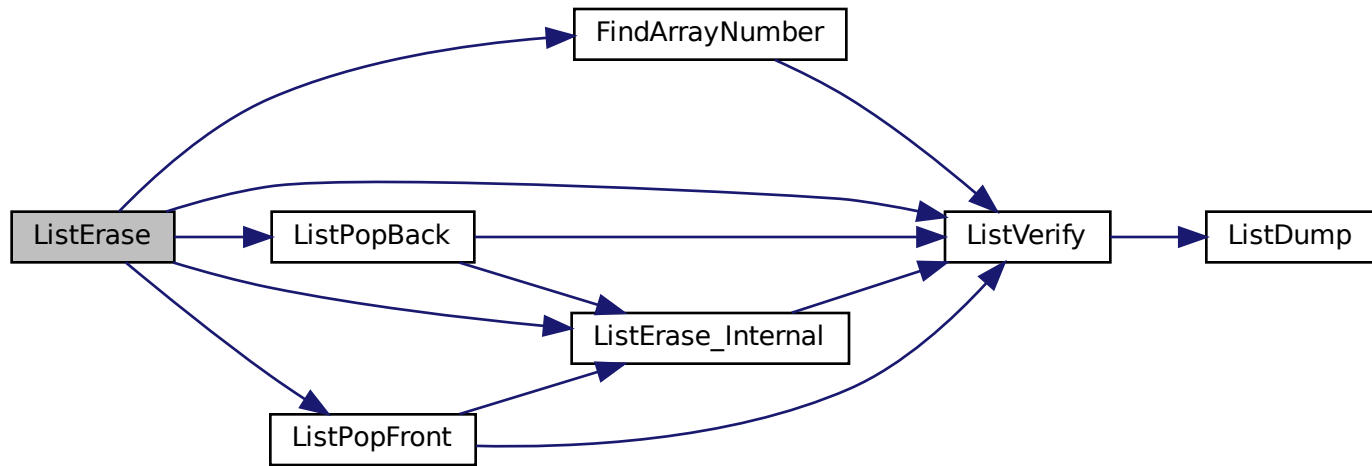 FindArrayNumber
ListErase
ListPopBack
ListVerify
ListDump
ListErase_Internal
ListPopFront